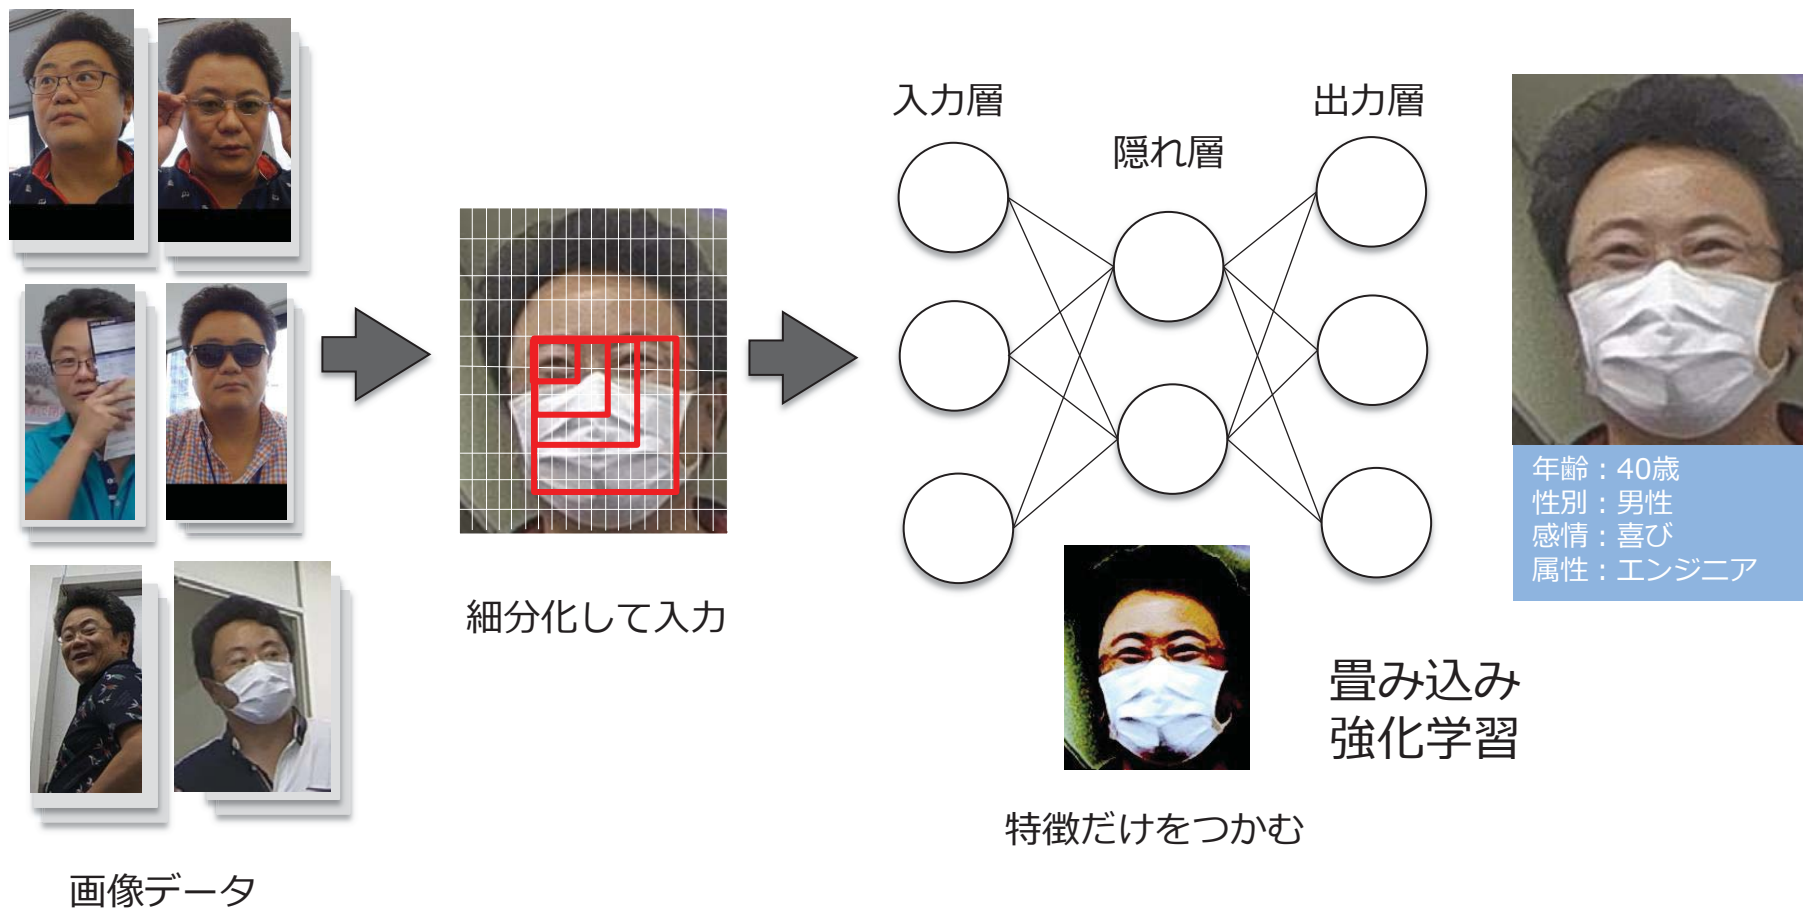 入力層
出力層
隠れ層
年齢：40歳
性別：男性
感情：喜び
属性：エンジニア
細分化して入力
畳み込み
強化学習
特徴だけをつかむ
画像データ